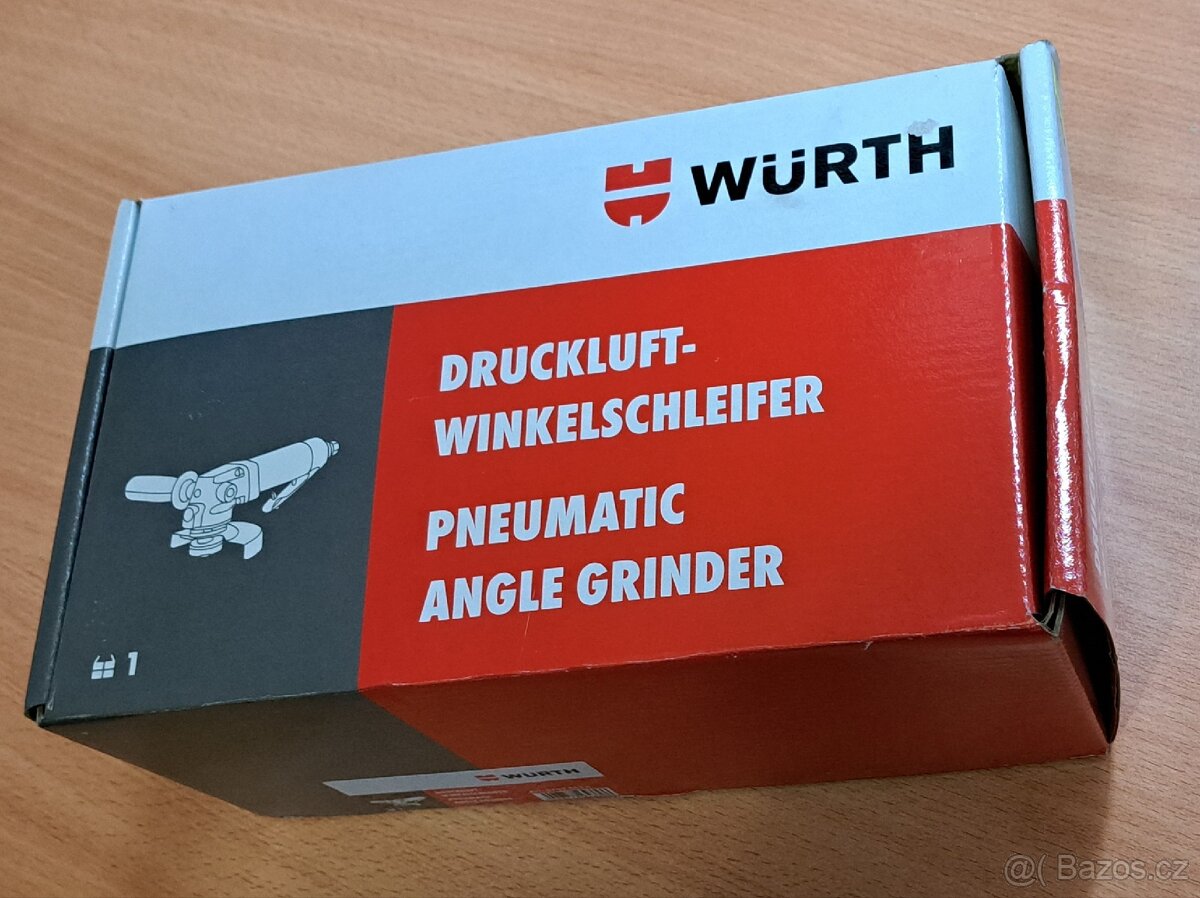 WÜRTH
DRUCKLUFT-
WINKELSCHLEIFER
PNEUMATIC
ANGLE GRINDER
1
WÜRTH
@( Bazos.cz